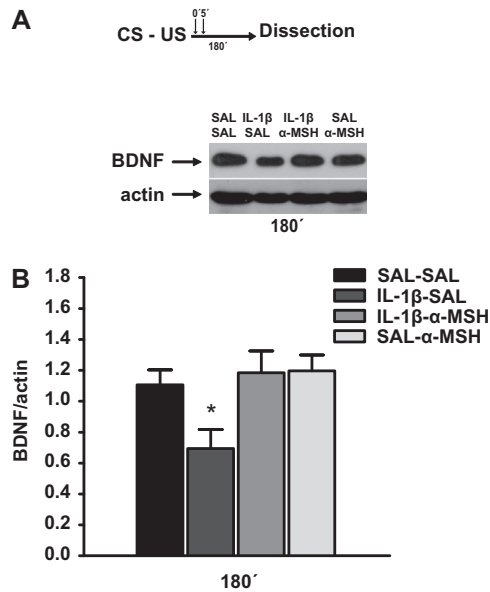 A
0´5´
CS - US
Dissection
180´
SAL IL-1β IL-1β SAL
SAL SAL α-MSH α-MSH
BDNF
actin
180´
B
1.8
1.6
1.4
1.2
1.0
0.8
0.6
0.4
0.2
0.0
BDNF/actin
*
SAL-SAL
IL-1β-SAL
IL-1β-α-MSH
SAL-α-MSH
180´